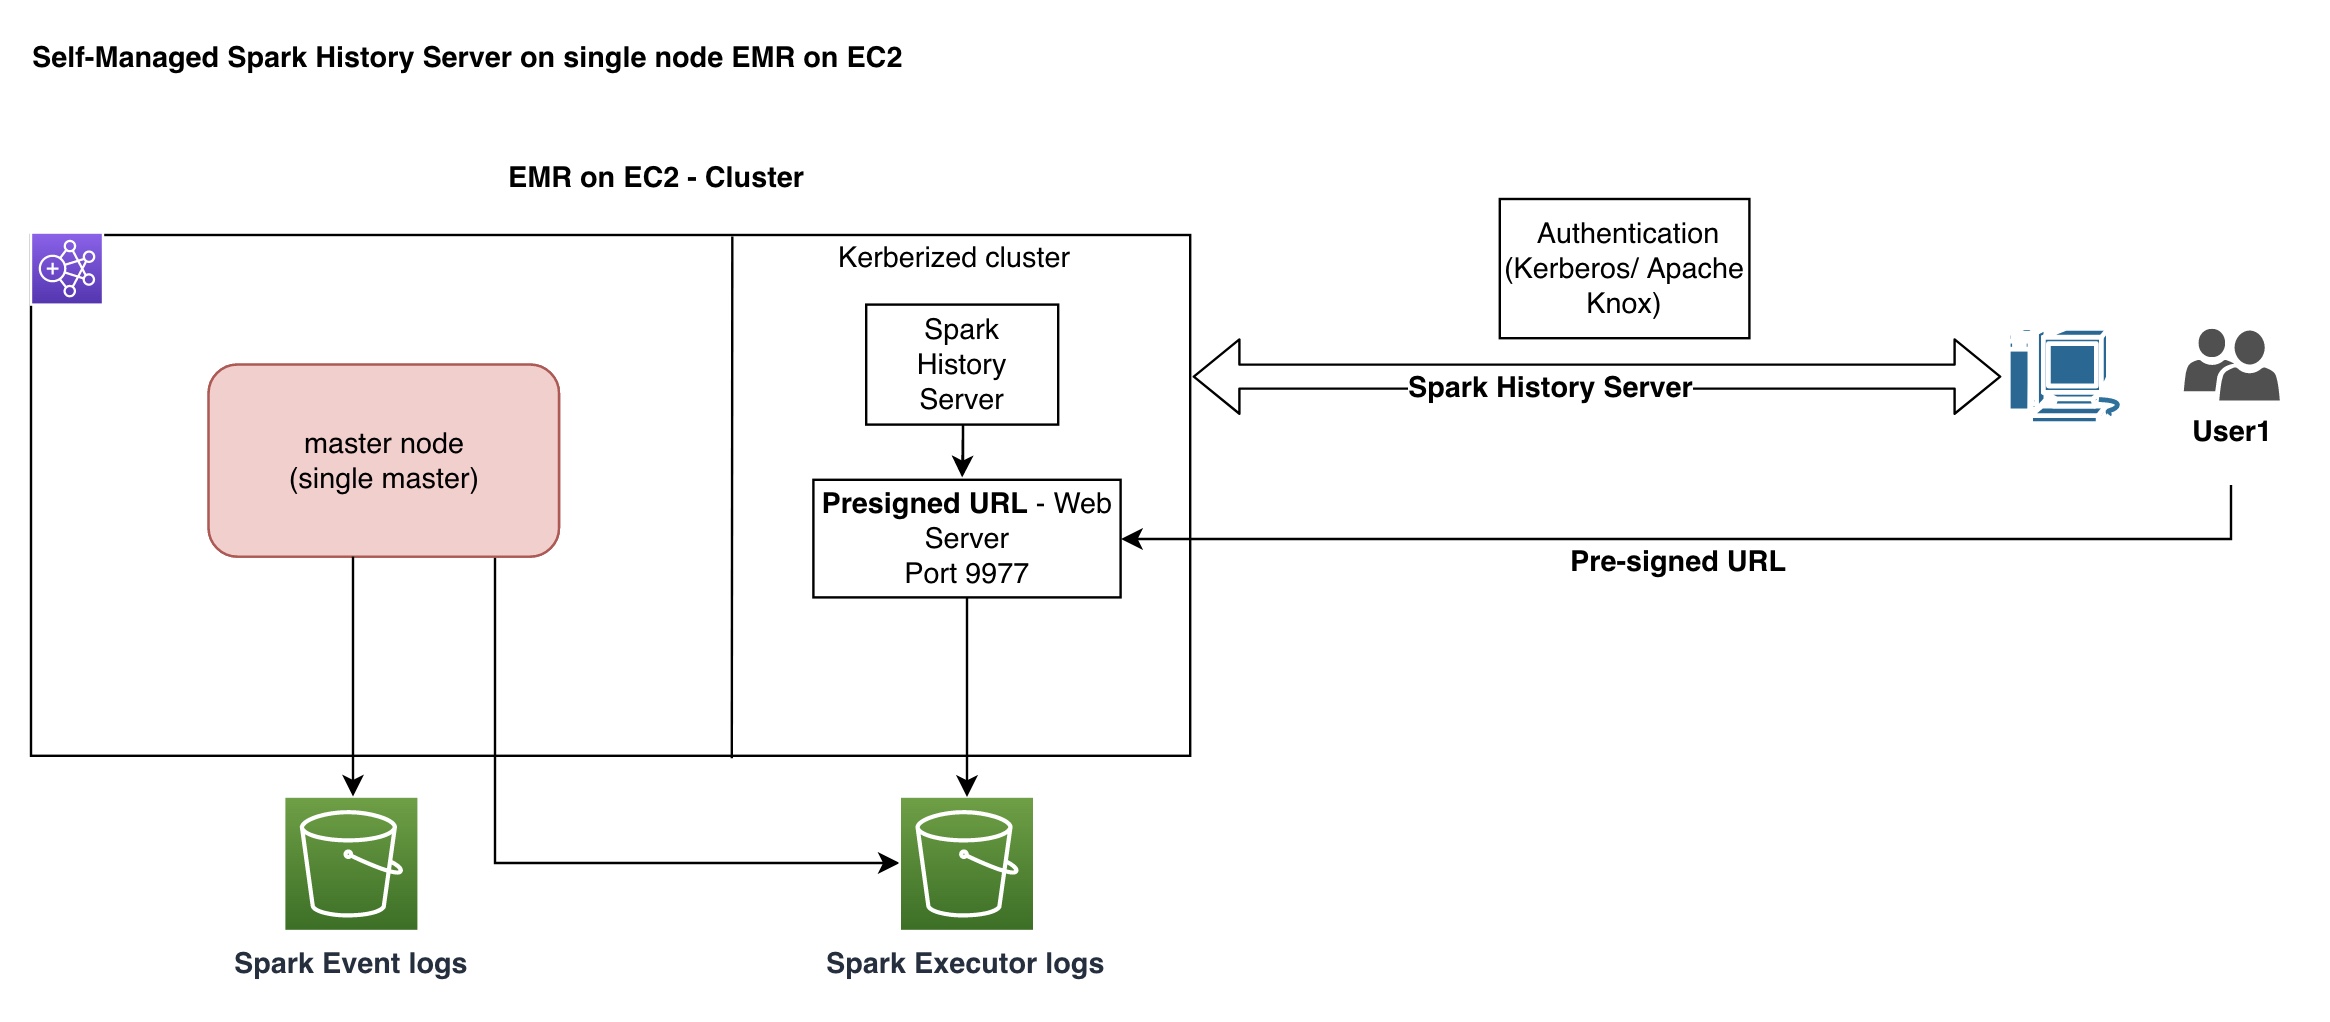 Self-Managed Spark History Server on single node EMR on EC2
EMR on EC2 - Cluster
Kerberized cluster
Spark
History
Server
master node
(single master)
Presigned URL - Web
Server
Port 9977
Authentication
(Kerberos/ Apache
Knox)
Spark History Server
User1
Pre-signed URL
Spark Event logs
Spark Executor logs